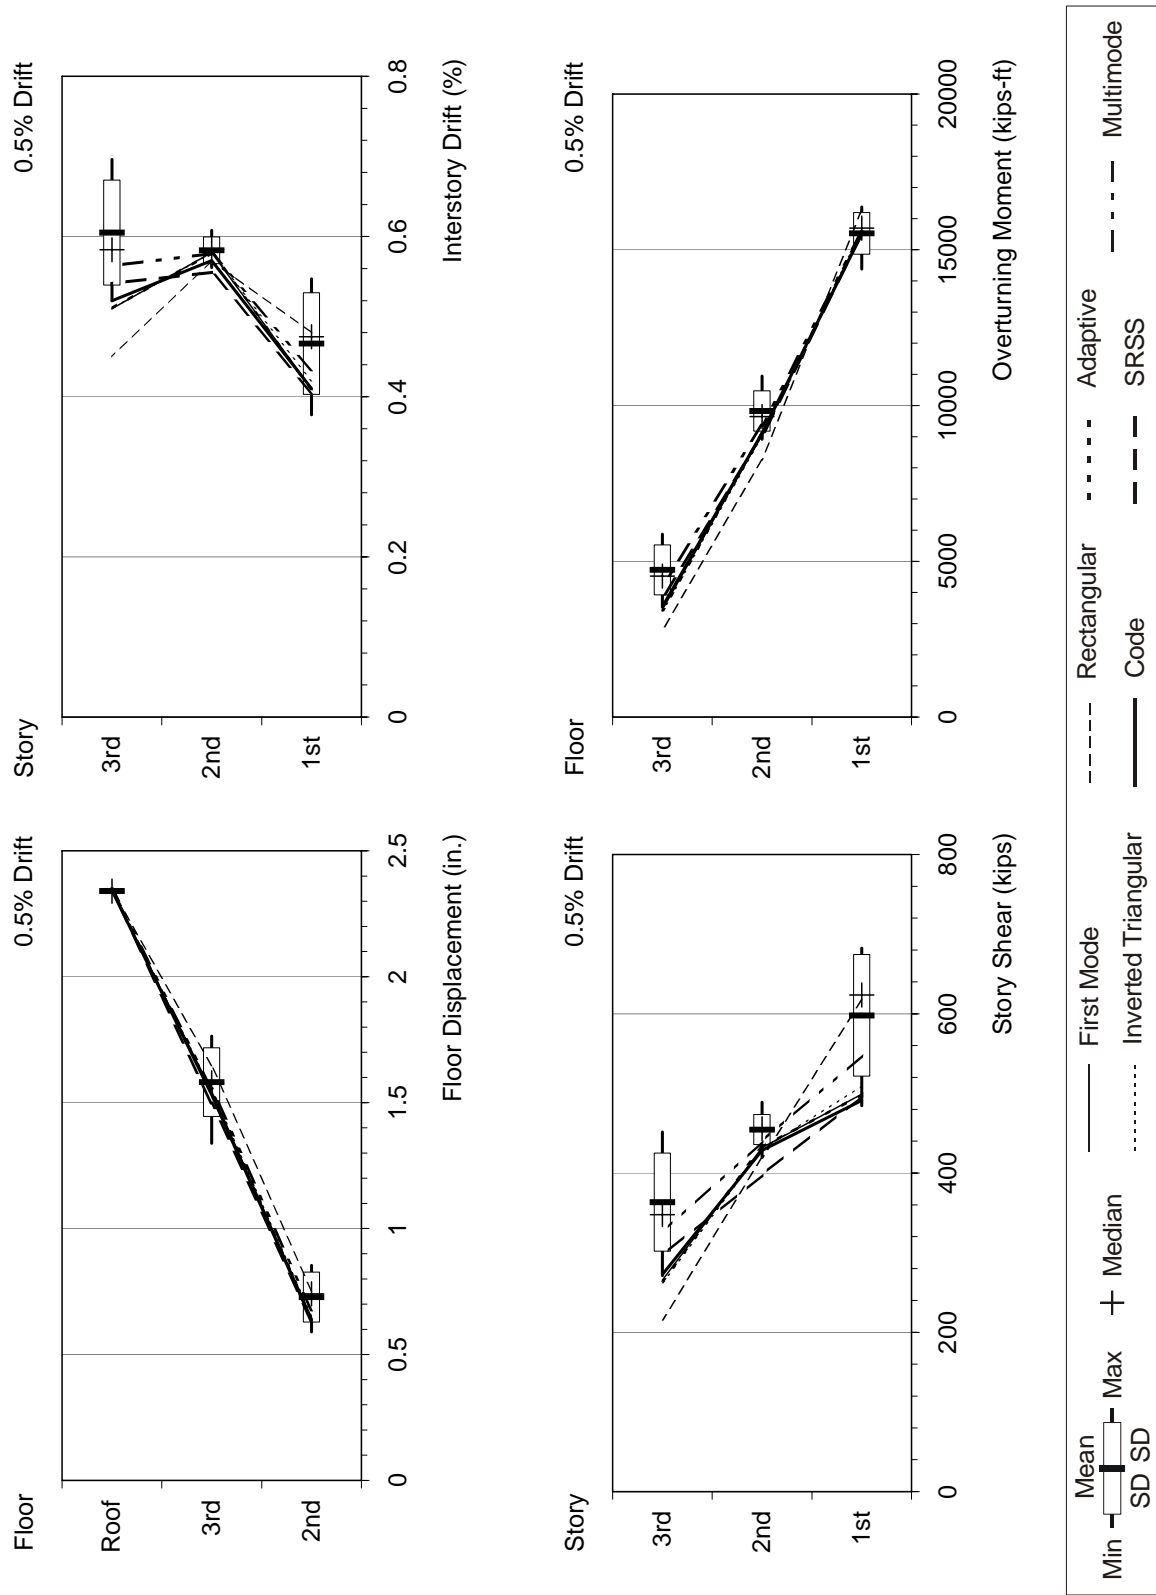 Floor
0.5% Drift
Roof
3rd
2nd
0 0.5 1 1.5 2 2.5
Floor Displacement (in.)
Story
0.5% Drift
3rd
2nd
1st
0 0.2 0.4 0.6 0.8
Interstory Drift (%)
Story
0.5% Drift
3rd
2nd
1st
0 200 400 600 800
Story Shear (kips)
Floor
0.5% Drift
3rd
2nd
1st
0 5000 10000 15000 20000
Overturning Moment (kips-ft)
Mean
Min Max Median
SD SD
First Mode Rectangular Adaptive Multimode
Inverted Triangular Code SRSS